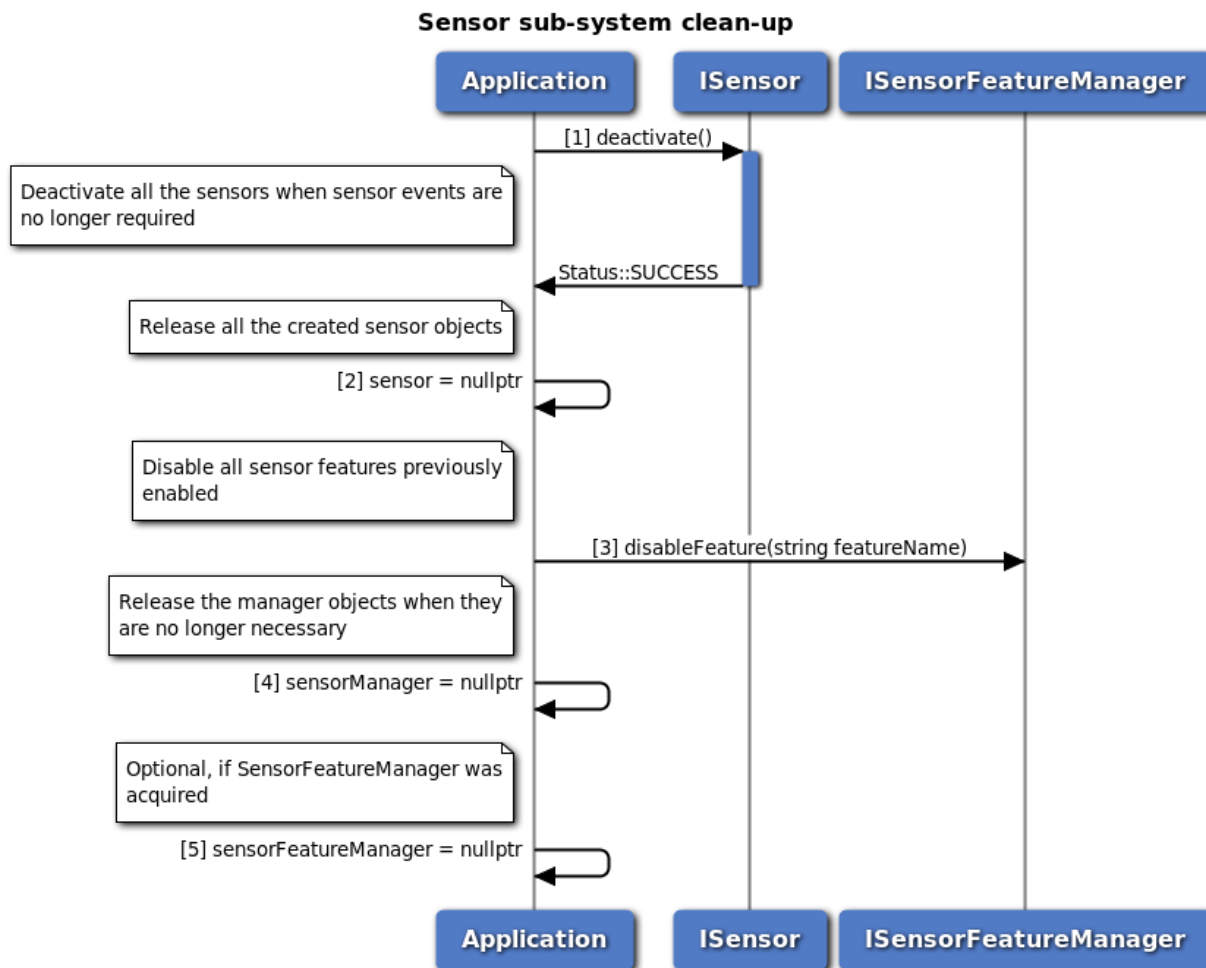 Sensor sub-system clean-up
Application
ISensor
ISensorFeatureManager
[1] deactivate()
Deactivate all the sensors when sensor events are
no longer required
Status::SUCCESS
Release all the created sensor objects
[2] sensor = nullptr
Disable all sensor features previously
enabled
[3] disableFeature(string featureName)
Release the manager objects when they
are no longer necessary
[4] sensorManager = nullptr
Optional, if SensorFeatureManager was
acquired
[5] sensorFeatureManager = nullptr
Application
ISensor
ISensorFeatureManager